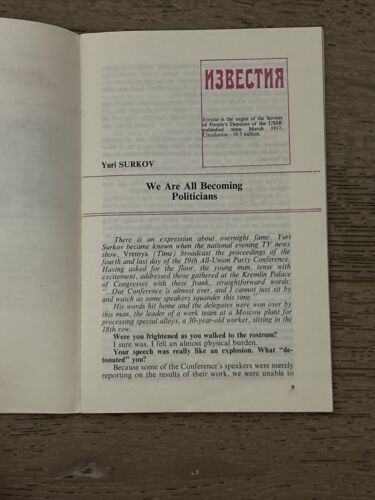 ИЗВЕСТИЯ
Izvestia is the organ of the Soviets
of People's Deputies of the USSR
published since March 1917.
Circulation – 10.5 million.
Yuri SURKOV
We Are All Becoming
Politicians
There is an expression about overnight fame. Yuri
Surkov became known when the national evening TV news
show, Vremya (Time) broadcast the proceedings of the
fourth and last day of the 19th All-Union Party Conference.
Having asked for the floor, the young man, tense with
excitement, addressed those gathered at the Kremlin Palace
of Congresses with these frank, straightforward words:
"Our Conference is almost over, and I cannot just sit by
and watch as some speakers squander this time."
His words hit home and the delegates were won over by
this man, the leader of a work team at a Moscow plant for
processing special alloys, a 30-year-old worker, sitting in the
18th row.
Were you frightened as you walked to the rostrum?
I sure was. I felt an almost physical burden.
Your speech was really like an explosion. What "de-
tonated" you?
Because some of the Conference's speakers were merely
reporting on the results of their work, we were unable to
9